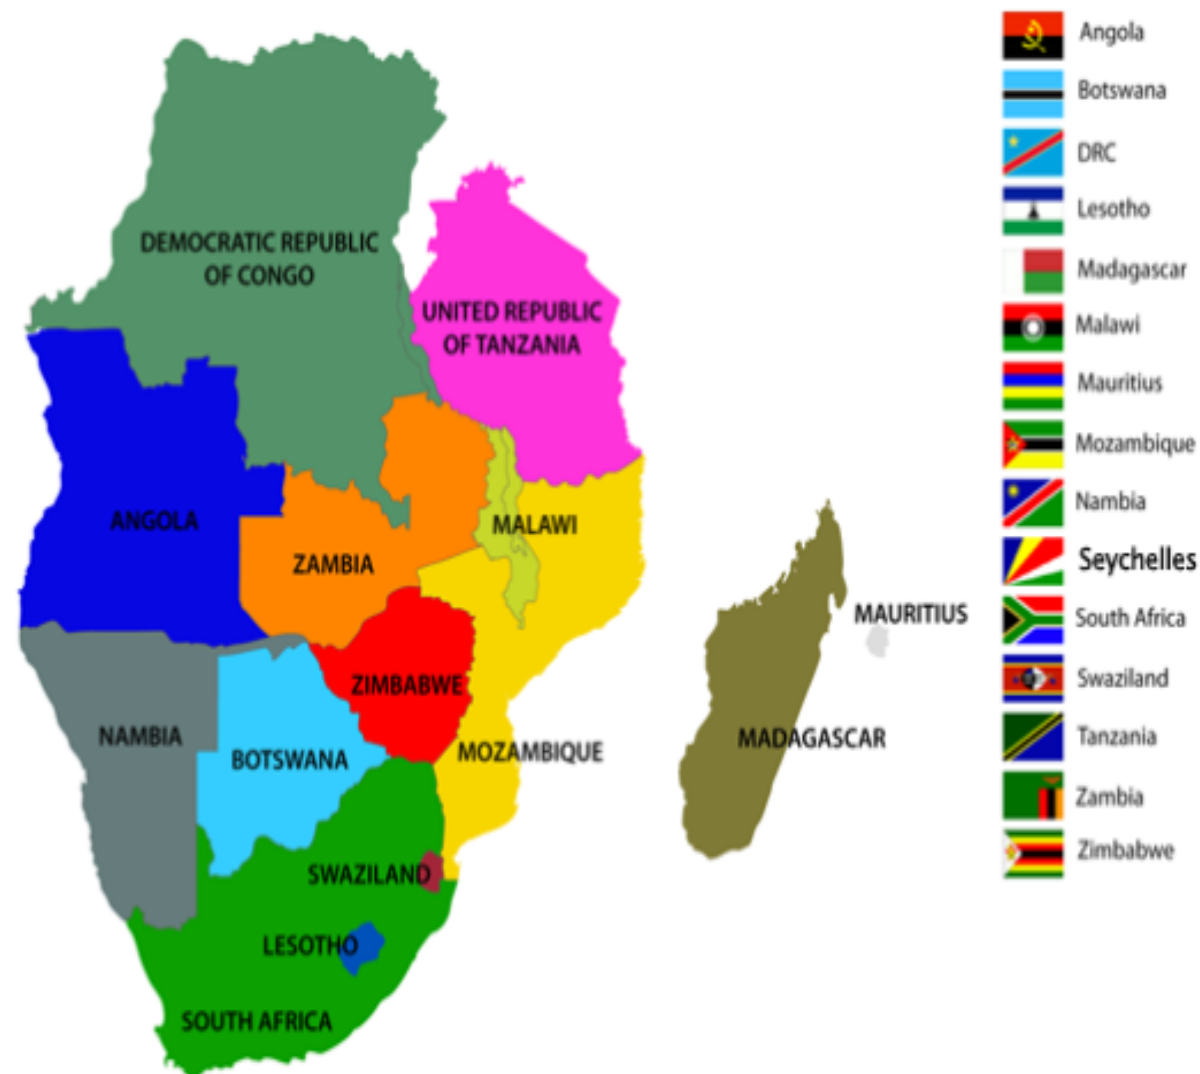 DEMOCRATIC REPUBLIC
OF CONGO
UNITED REPUBLIC
OF TANZANIA
ANGOLA
ZAMBIA
MALAWI
MAURITIUS
ZIMBABWE
NAMBIA
BOTSWANA
MOZAMBIQUE
MADAGASCAR
SWAZILAND
LESOTHO
SOUTH AFRICA
Angola
Botswana
DRC
Lesotho
Madagascar
Malawi
Mauritius
Mozambique
Nambia
Seychelles
South Africa
Swaziland
Tanzania
Zambia
Zimbabwe